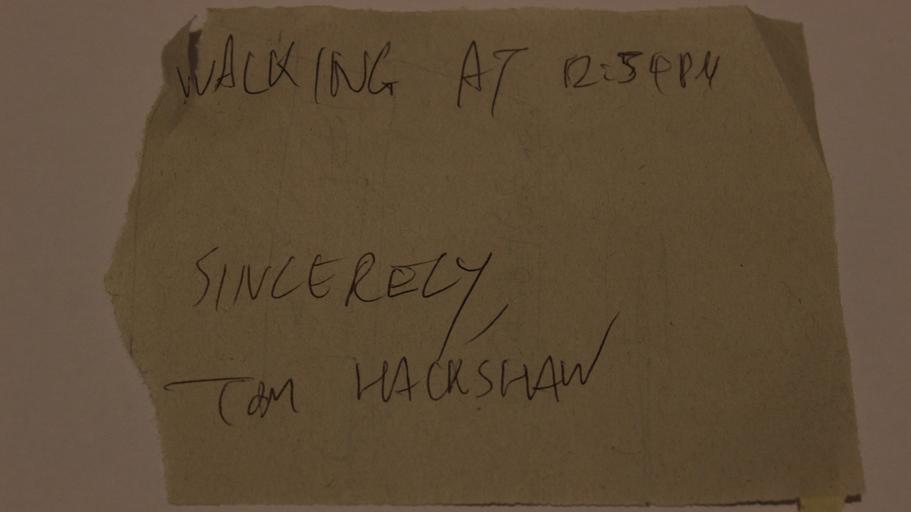 WALKING AT 12:54PM
SINCERELY,
TOM HACKSHAW